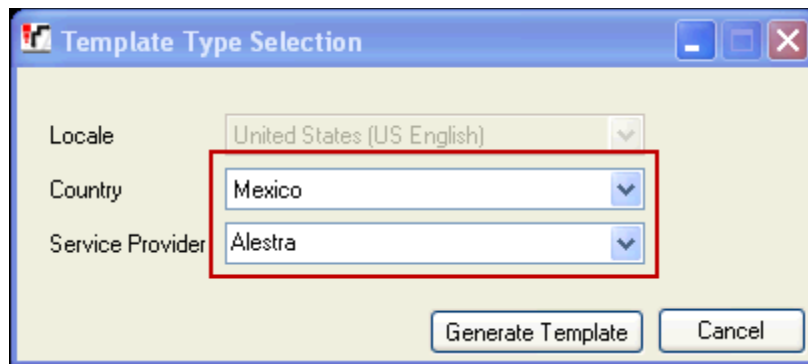 Template Type Selection
Locale United States (US English)
Country Mexico
Service Provider Alestra
Generate Template Cancel